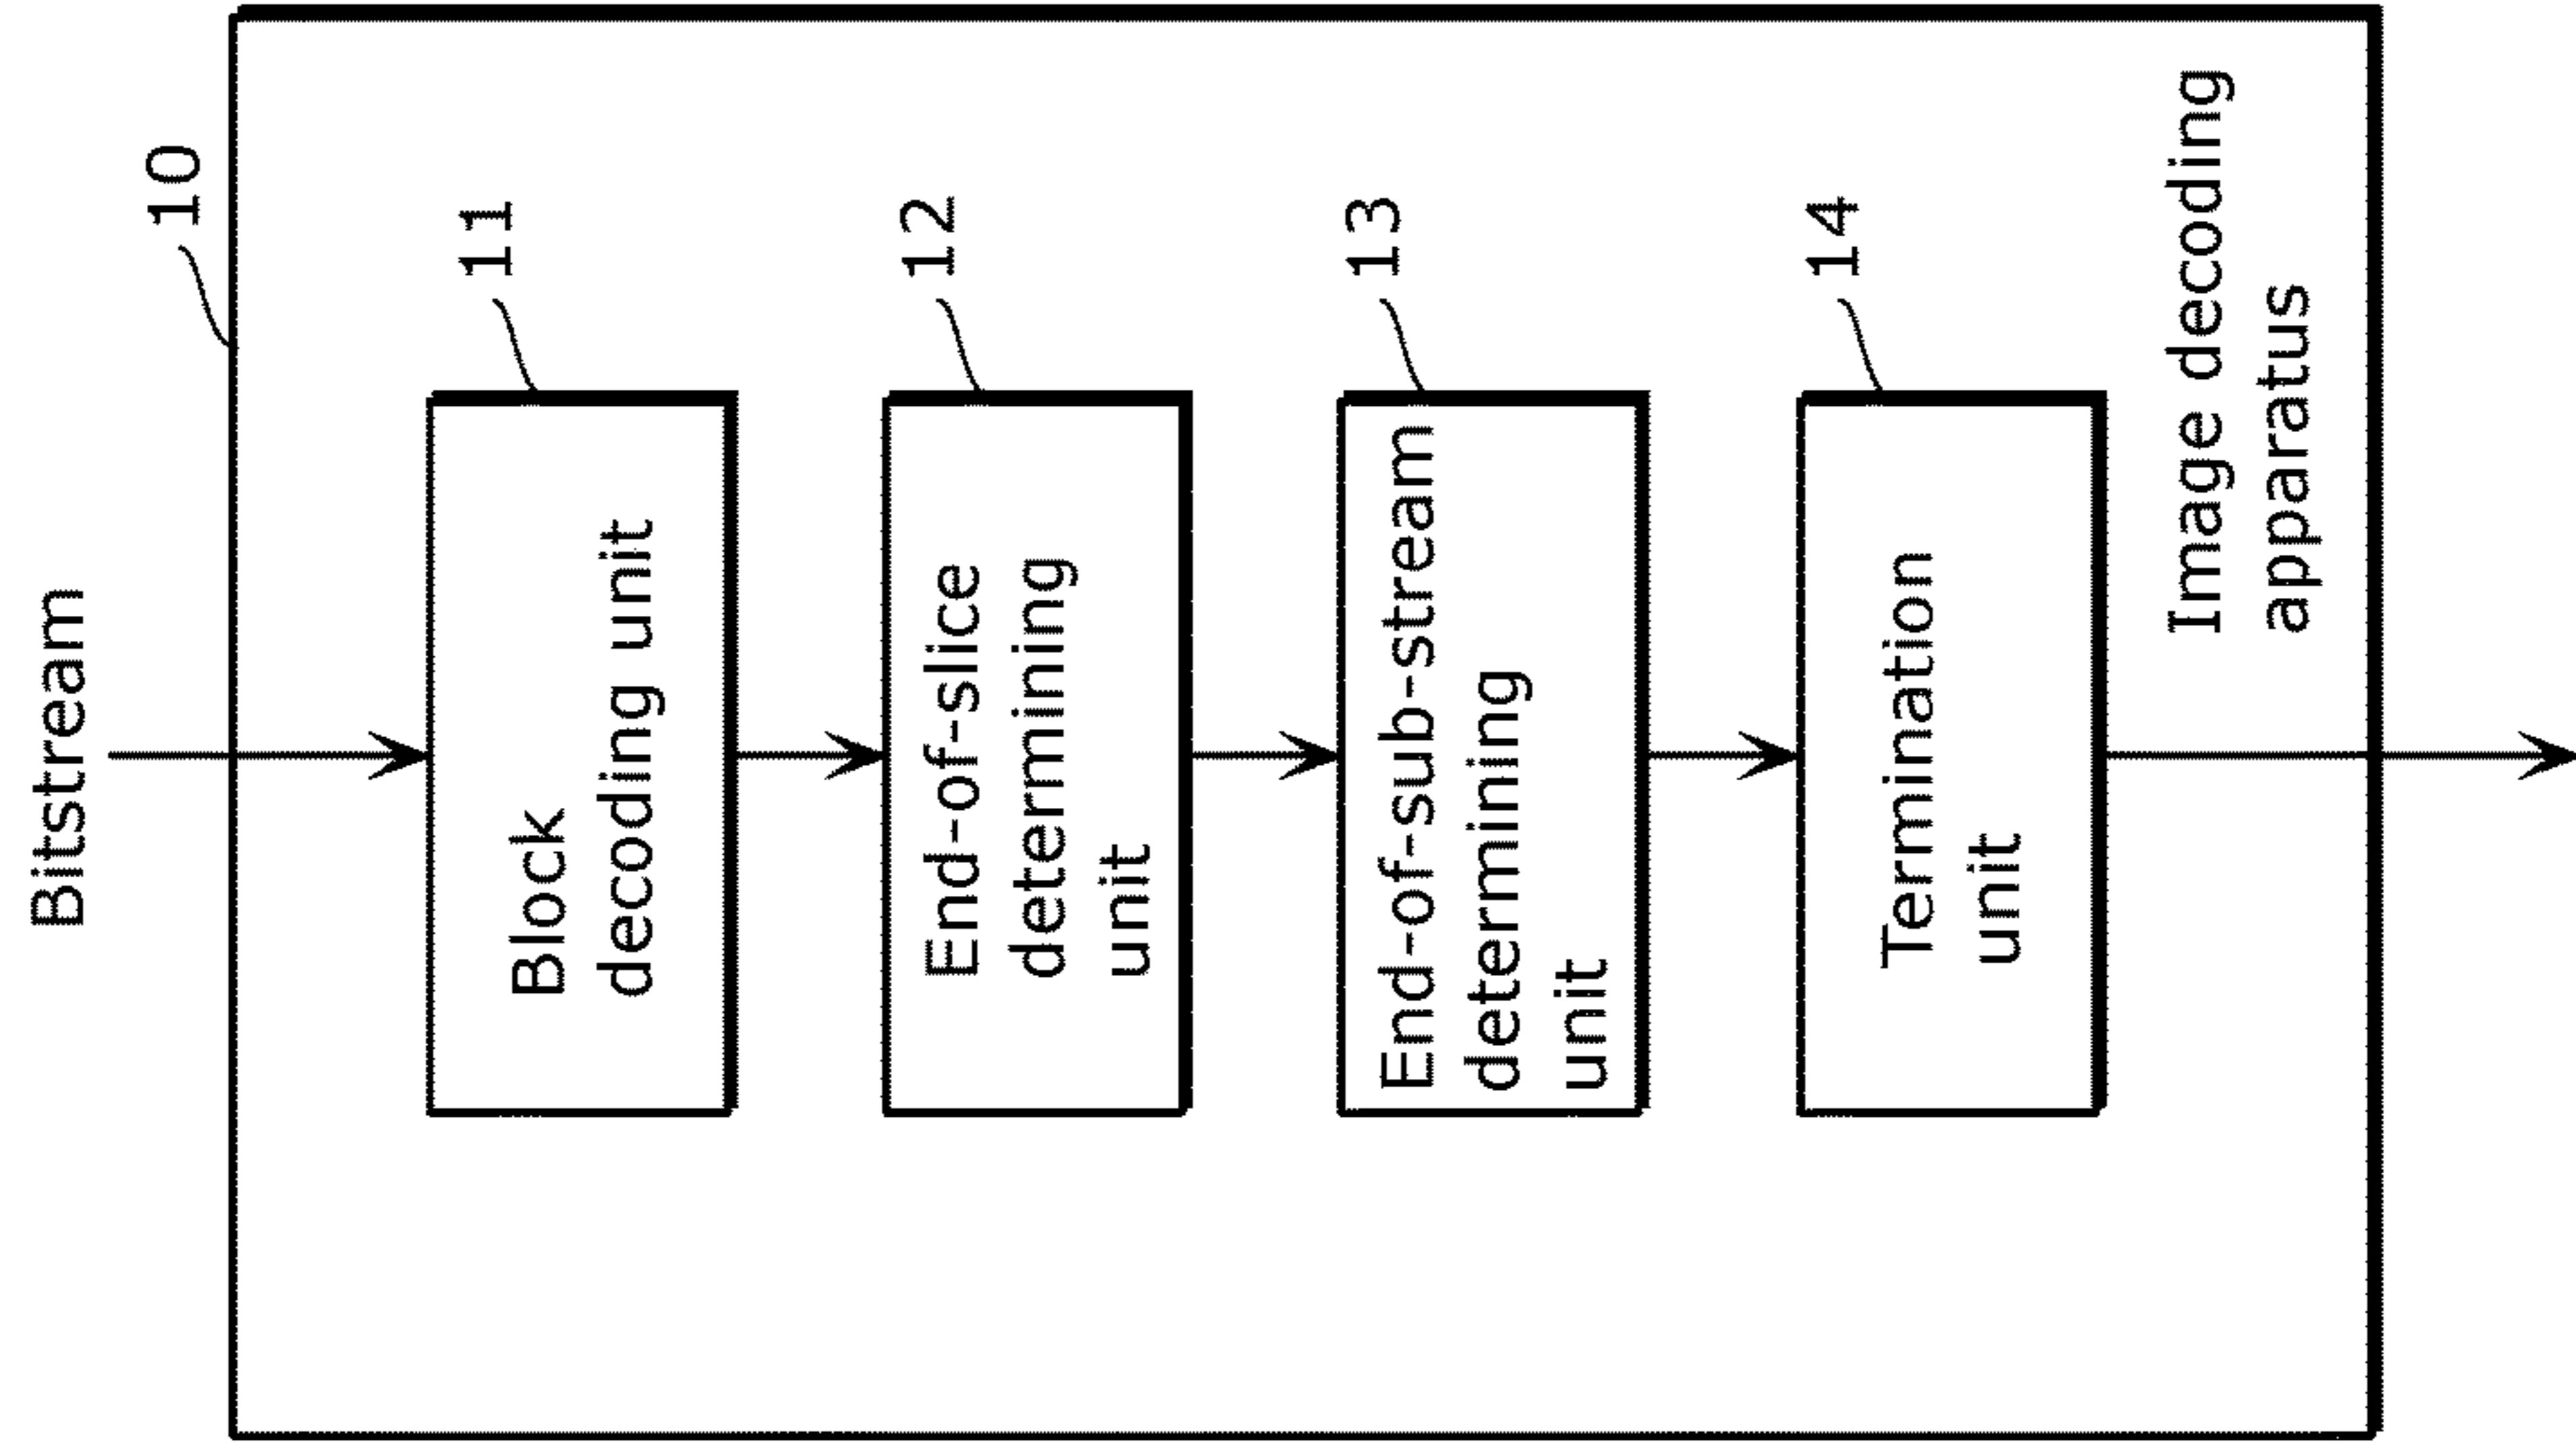 Bitstream
10
11
Block
decoding unit
12
End-of-slice
determining
unit
13
End-of-sub-stream
determining
unit
14
Termination
unit
Image decoding
apparatus